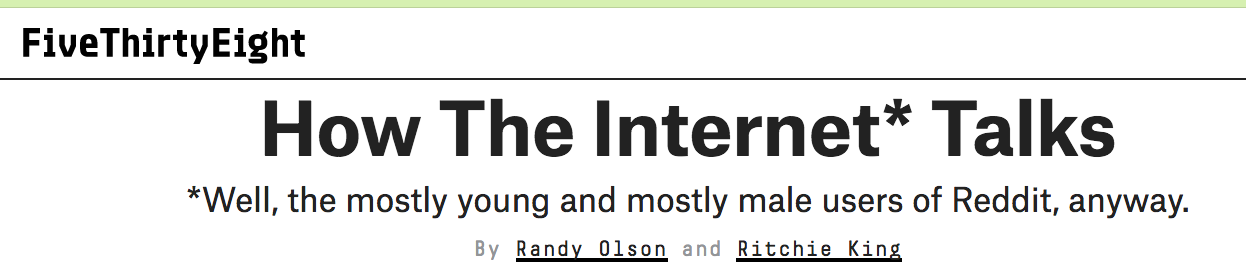 FiveThirtyEight
How The Internet* Talks
*Well, the mostly young and mostly male users of Reddit, anyway.
By Randy Olson and Ritchie King